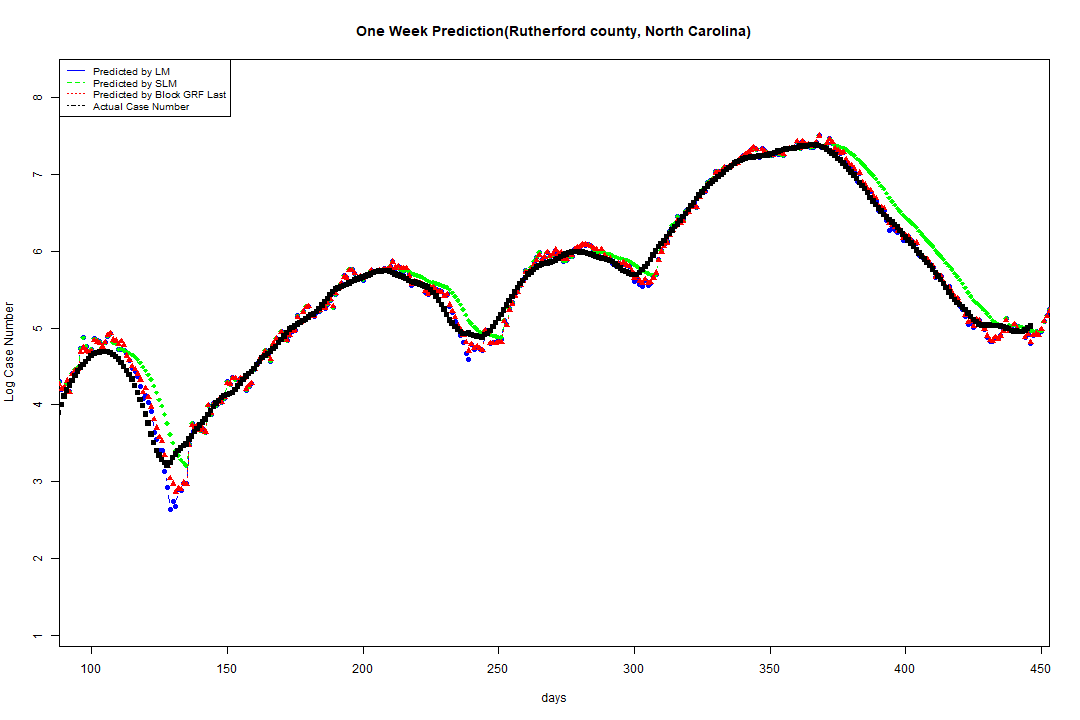 One Week Prediction(Rutherford county, North Carolina)
Predicted by LM
Predicted by SLM
Predicted by Block GRF Last
Actual Case Number
8
7
6
5
4
3
2
1
Log Case Number
100 150 200 250 300 350 400 450
days